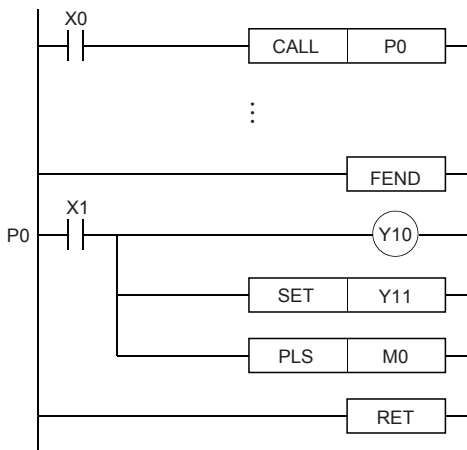 X0
CALL P0
⋮
FEND
X1
P0 Y10
SET Y11
PLS M0
RET